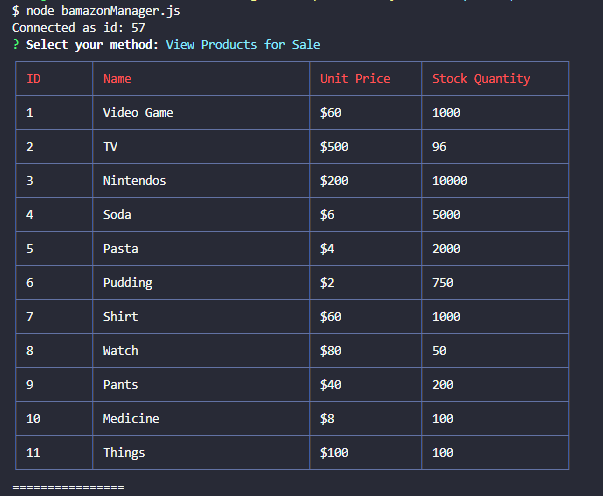 $ node bamazonManager.js
Connected as id: 57
? Select your method: View Products for Sale
ID Name Unit Price Stock Quantity
1 Video Game $60 1000
2 TV $500 96
3 Nintendos $200 10000
4 Soda $6 5000
5 Pasta $4 2000
6 Pudding $2 750
7 Shirt $60 1000
8 Watch $80 50
9 Pants $40 200
10 Medicine $8 100
11 Things $100 100
================